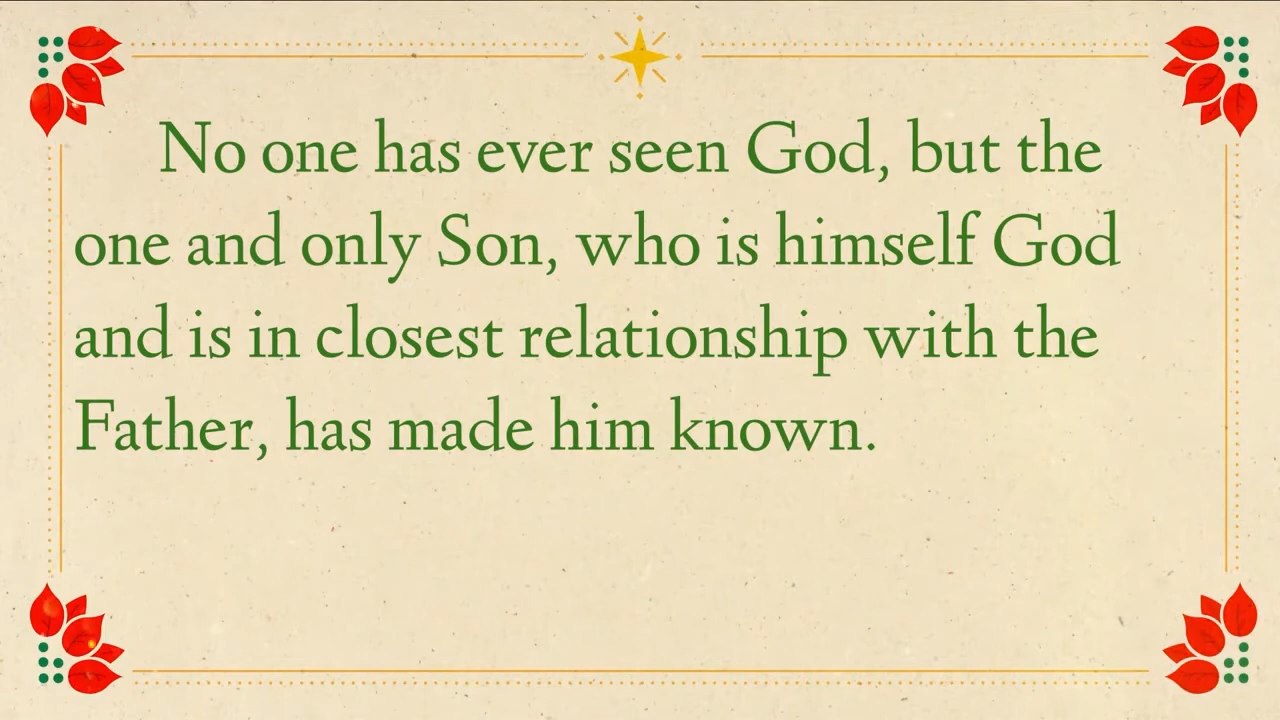 No one has ever seen God, but the
one and only Son, who is himself God
and is in closest relationship with the
Father, has made him known.